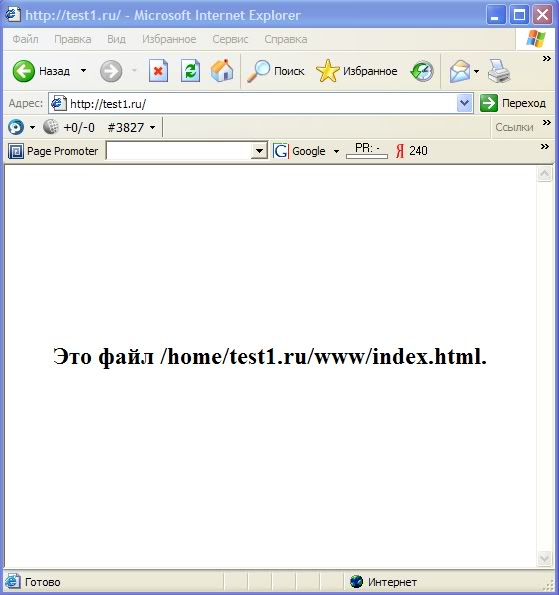 http://test1.ru/ - Microsoft Internet Explorer
Файл Правка Вид Избранное Сервис Справка
Назад Поиск Избранное »
Адрес: http://test1.ru/ Переход
+0/-0 #3827 Ссылки »
Page Promoter G Google PR: - Я 240 »
Это файл /home/test1.ru/www/index.html.
Готово Интернет